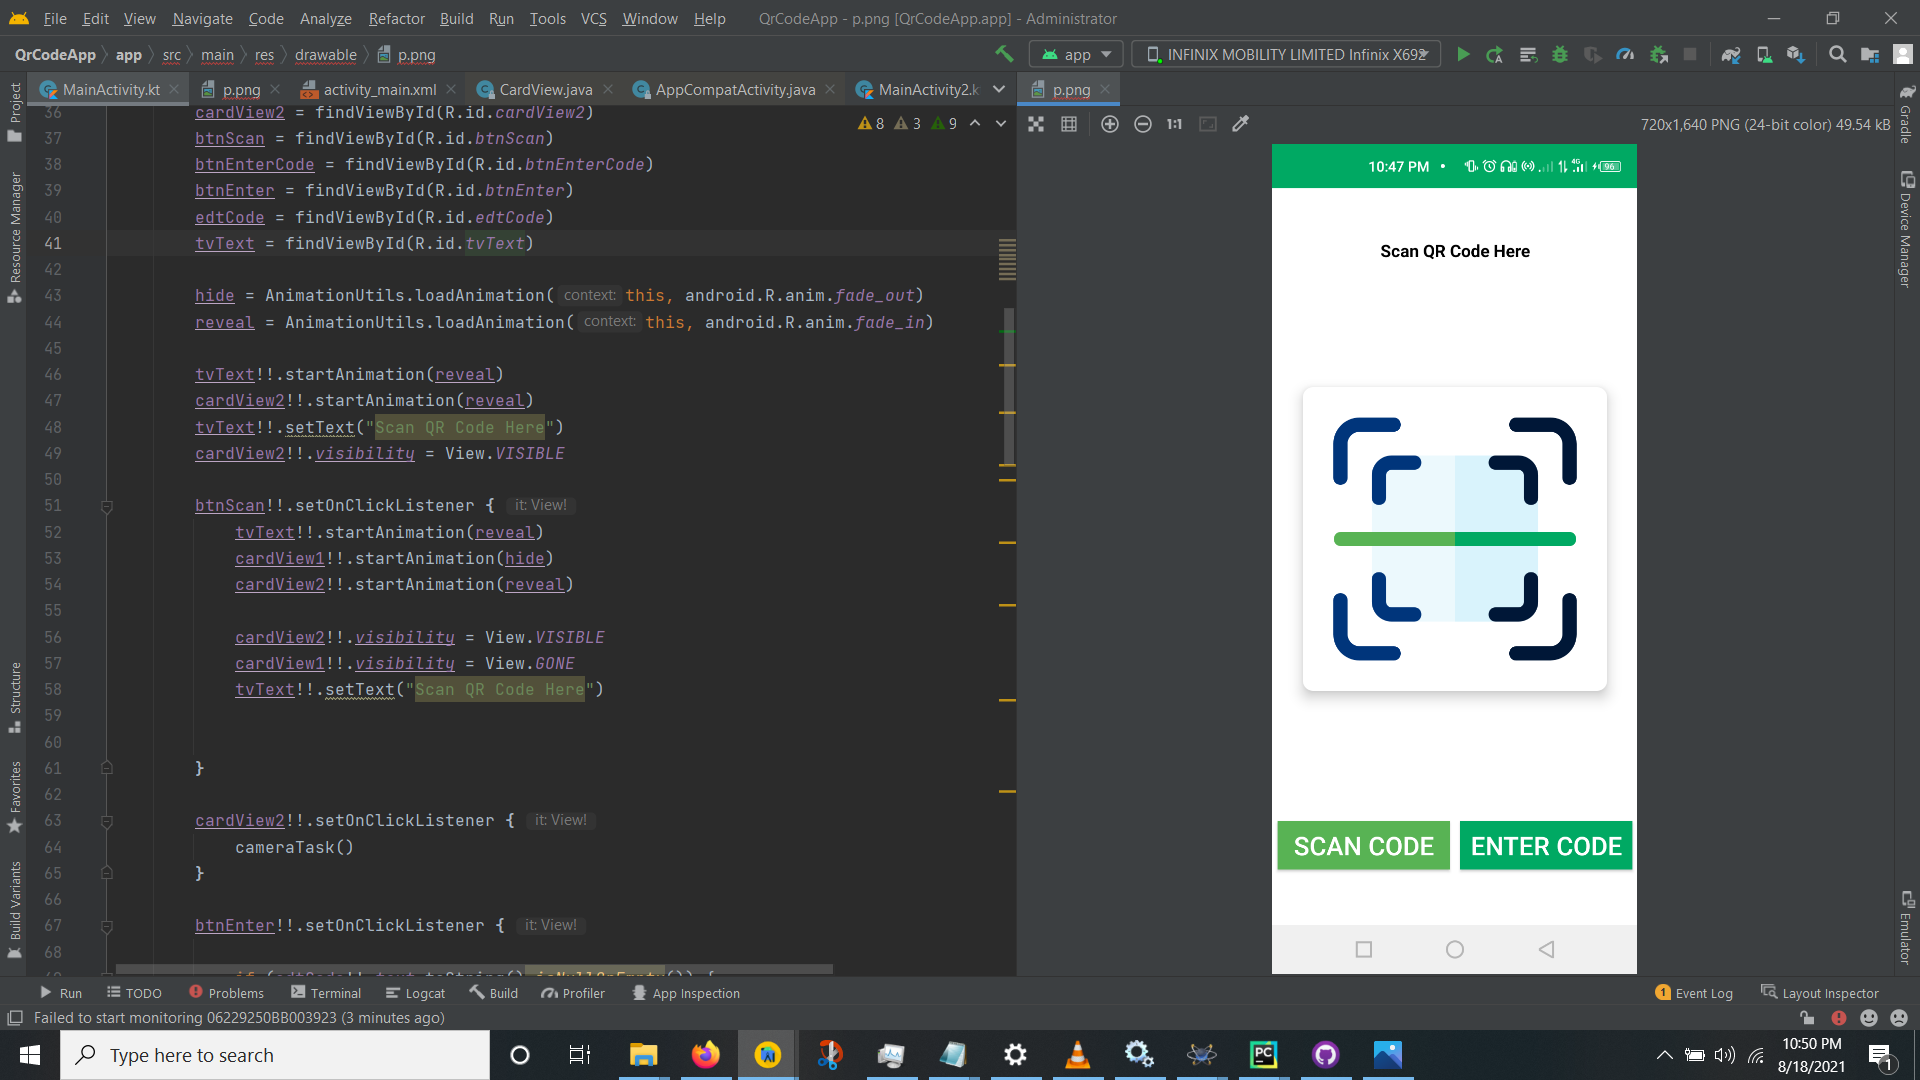 File Edit View Navigate Code Analyze Refactor Build Run Tools VCS Window Help QrCodeApp - p.png [QrCodeApp.app] - Administrator
QrCodeApp app src main res drawable p.png app INFINIX MOBILITY LIMITED Infinix X692
MainActivity.kt p.png activity_main.xml CardView.java AppCompatActivity.java MainActivity2.k p.png
1:1 720x1,640 PNG (24-bit color) 49.54 kB
8 3 9
36 cardView2 = findViewById(R.id.cardView2)
37 btnScan = findViewById(R.id.btnScan)
38 btnEnterCode = findViewById(R.id.btnEnterCode)
39 btnEnter = findViewById(R.id.btnEnter)
40 edtCode = findViewById(R.id.edtCode)
41 tvText = findViewById(R.id.tvText)
42
43 hide = AnimationUtils.loadAnimation( context: this, android.R.anim.fade_out)
44 reveal = AnimationUtils.loadAnimation( context: this, android.R.anim.fade_in)
45
46 tvText!!.startAnimation(reveal)
47 cardView2!!.startAnimation(reveal)
48 tvText!!.setText("Scan QR Code Here")
49 cardView2!!.visibility = View.VISIBLE
50
51 btnScan!!.setOnClickListener { it: View!
52 tvText!!.startAnimation(reveal)
53 cardView1!!.startAnimation(hide)
54 cardView2!!.startAnimation(reveal)
55
56 cardView2!!.visibility = View.VISIBLE
57 cardView1!!.visibility = View.GONE
58 tvText!!.setText("Scan QR Code Here")
59
60
61 }
62
63 cardView2!!.setOnClickListener { it: View!
64 cameraTask()
65 }
66
67 btnEnter!!.setOnClickListener { it: View!
68
Project
Resource Manager
Structure
Favorites
Build Variants
10:47 PM • 4G 96
Scan QR Code Here
SCAN CODE ENTER CODE
Gradle
Device Manager
Emulator
Run TODO Problems Terminal Logcat Build Profiler App Inspection 1 Event Log Layout Inspector
Failed to start monitoring 06229250BB003923 (3 minutes ago)
Type here to search PC 10:50 PM
8/18/2021 1